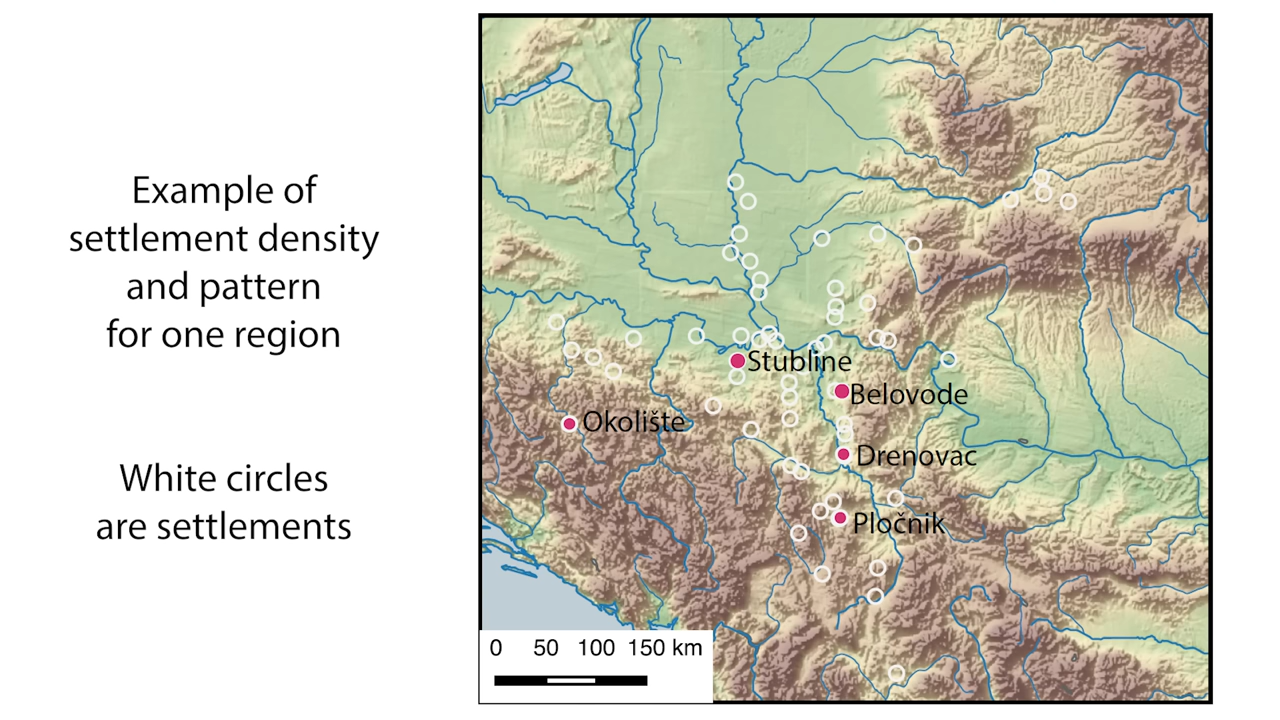 Example of
settlement density
and pattern
for one region
White circles
are settlements
Stubline
Belovode
Okolište
Drenovac
Pločnik
0 50 100 150 km